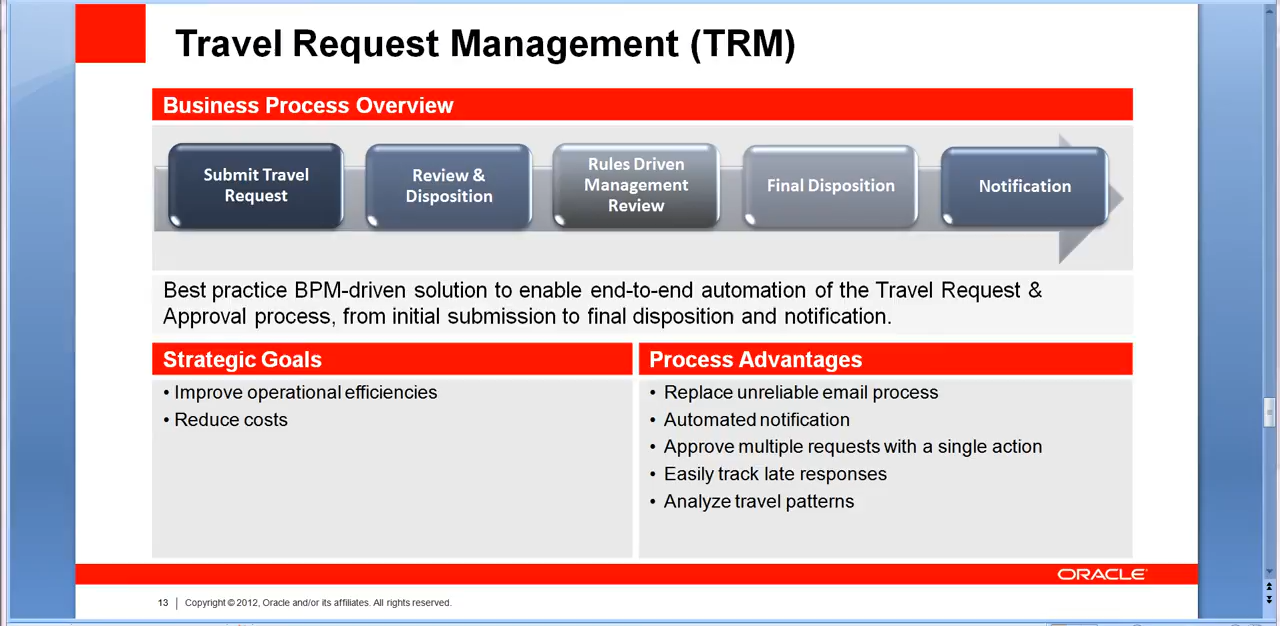 Travel Request Management (TRM)
Business Process Overview
Submit Travel
Request
Review &
Disposition
Rules Driven
Management
Review
Final Disposition
Notification
Best practice BPM-driven solution to enable end-to-end automation of the Travel Request &
Approval process, from initial submission to final disposition and notification.
Strategic Goals
• Improve operational efficiencies
• Reduce costs
Process Advantages
• Replace unreliable email process
• Automated notification
• Approve multiple requests with a single action
• Easily track late responses
• Analyze travel patterns
ORACLE
13 | Copyright © 2012, Oracle and/or its affiliates. All rights reserved.